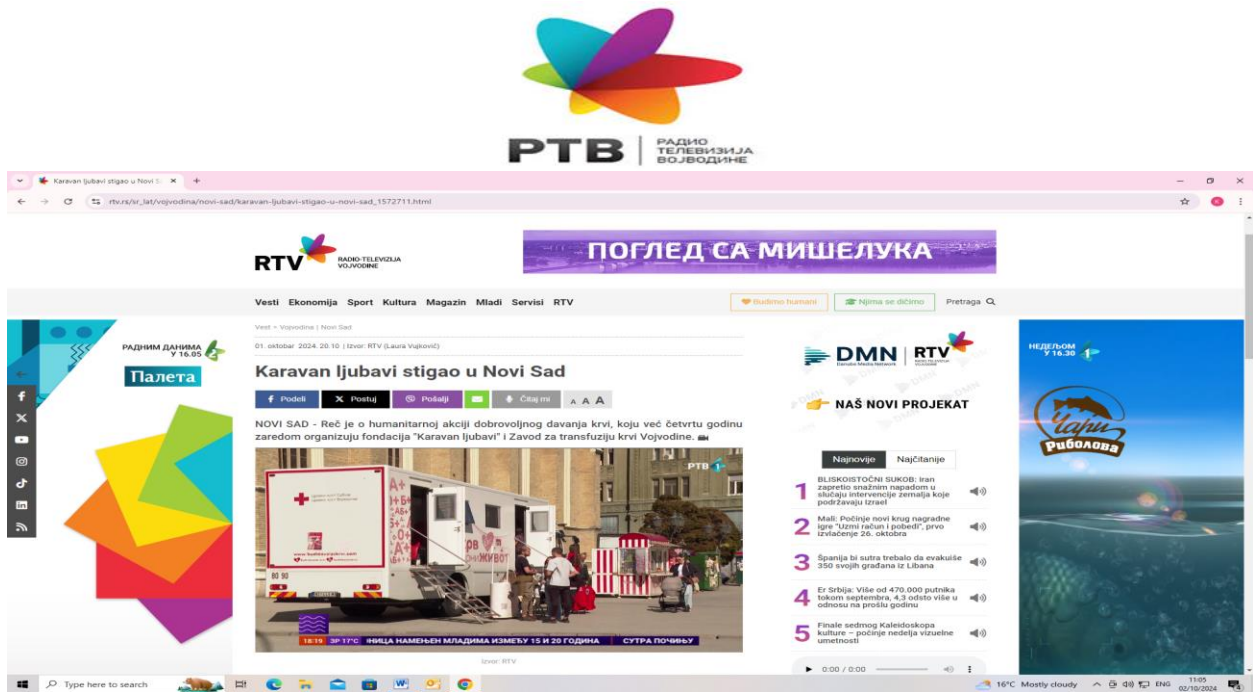 РТВ
РАДИО
ТЕЛЕВИЗИЈА
ВОЈВОДИНЕ
Karavan ljubavi stigao u Novi S
rtv.rs/sr_lat/vojvodina/novi-sad/karavan-ljubavi-stigao-u-novi-sad_1572711.html
RTV
RADIO-TELEVIZIJA
VOJVODINE
ПОГЛЕД СА МИШЕЛУКА
Vesti Ekonomija Sport Kultura Magazin Mladi Servisi RTV
Budimo humani
Njima se dičimo
Pretraga
Vest > Vojvodina | Novi Sad
01. oktobar 2024. 20:10 | Izvor: RTV (Laura Vujković)
Karavan ljubavi stigao u Novi Sad
Podeli
Postuj
Pošalji
Čitaj mi
A A A
NOVI SAD - Reč je o humanitarnoj akciji dobrovoljnog davanja krvi, koju već četvrtu godinu
zaredom organizuju fondacija "Karavan ljubavi" i Zavod za transfuziju krvi Vojvodine.
РТВ 1
80 90
18:19 ЗР 17°C НИЦА НАМЕЊЕН МЛАДИМА ИЗМЕЂУ 15 И 20 ГОДИНА СУТРА ПОЧИЊУ
Izvor: RTV
РАДНИМ ДАНИМА
У 16.05
2
Палета
DMN
Danube Media Network
RTV
NAŠ NOVI PROJEKAT
Najnovije
Najčitanije
1
BLISKOISTOČNI SUKOB: Iran
zapretio snažnim napadom u
slučaju intervencije zemalja koje
podržavaju Izrael
2
Mali: Počinje novi krug nagradne
igre "Uzmi račun i pobedi", prvo
izvlačenje 26. oktobra
3
Španija bi sutra trebalo da evakuiše
350 svojih građana iz Libana
4
Er Srbija: Više od 470.000 putnika
tokom septembra, 4,3 odsto više u
odnosu na prošlu godinu
5
Finale sedmog Kaleidoskopa
kulture – počinje nedelja vizuelne
umetnosti
0:00 / 0:00
НЕДЕЉОМ
У 16.30
1
Чари
Риболова
Type here to search
16°C Mostly cloudy
ENG
11:05
02/10/2024